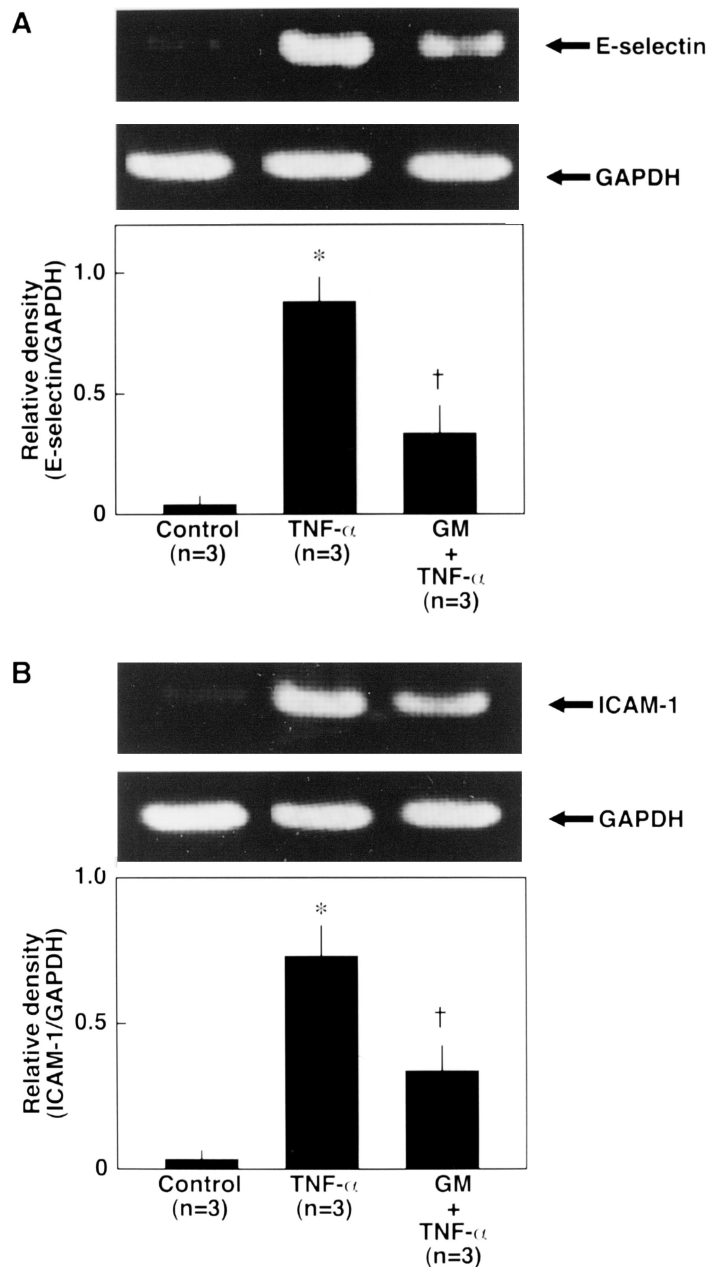 A
E-selectin
GAPDH
Relative density
(E-selectin/GAPDH)
1.0
0.5
0
*
†
Control
(n=3)
TNF-α
(n=3)
GM
+
TNF-α
(n=3)
B
ICAM-1
GAPDH
Relative density
(ICAM-1/GAPDH)
1.0
0.5
0
*
†
Control
(n=3)
TNF-α
(n=3)
GM
+
TNF-α
(n=3)